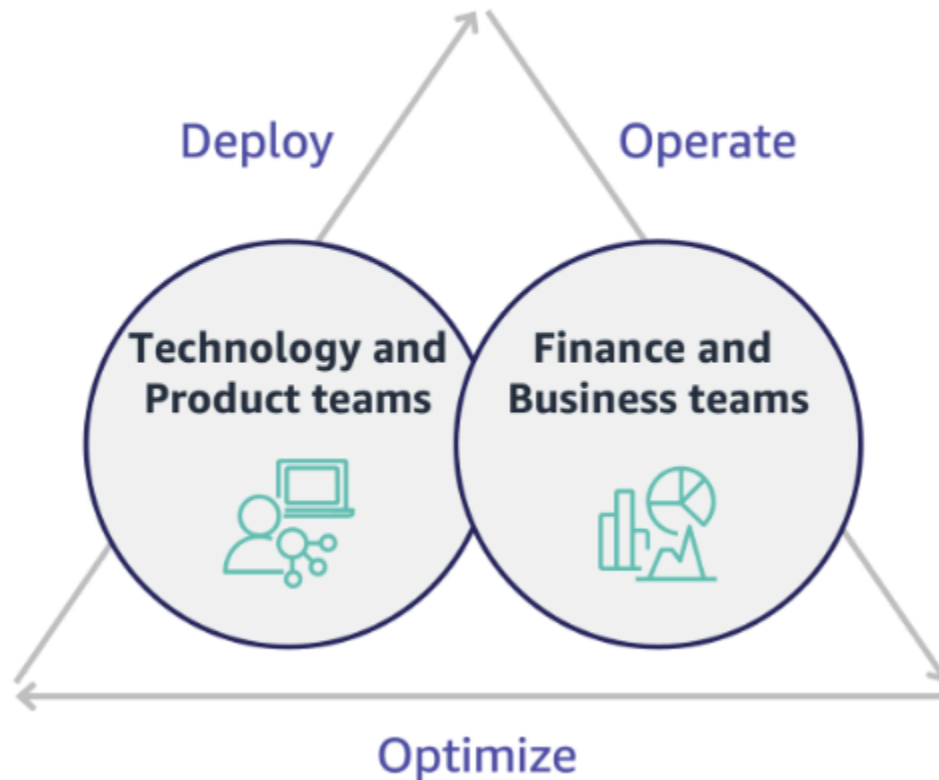 Deploy
Operate
Technology and
Product teams
Finance and
Business teams
Optimize